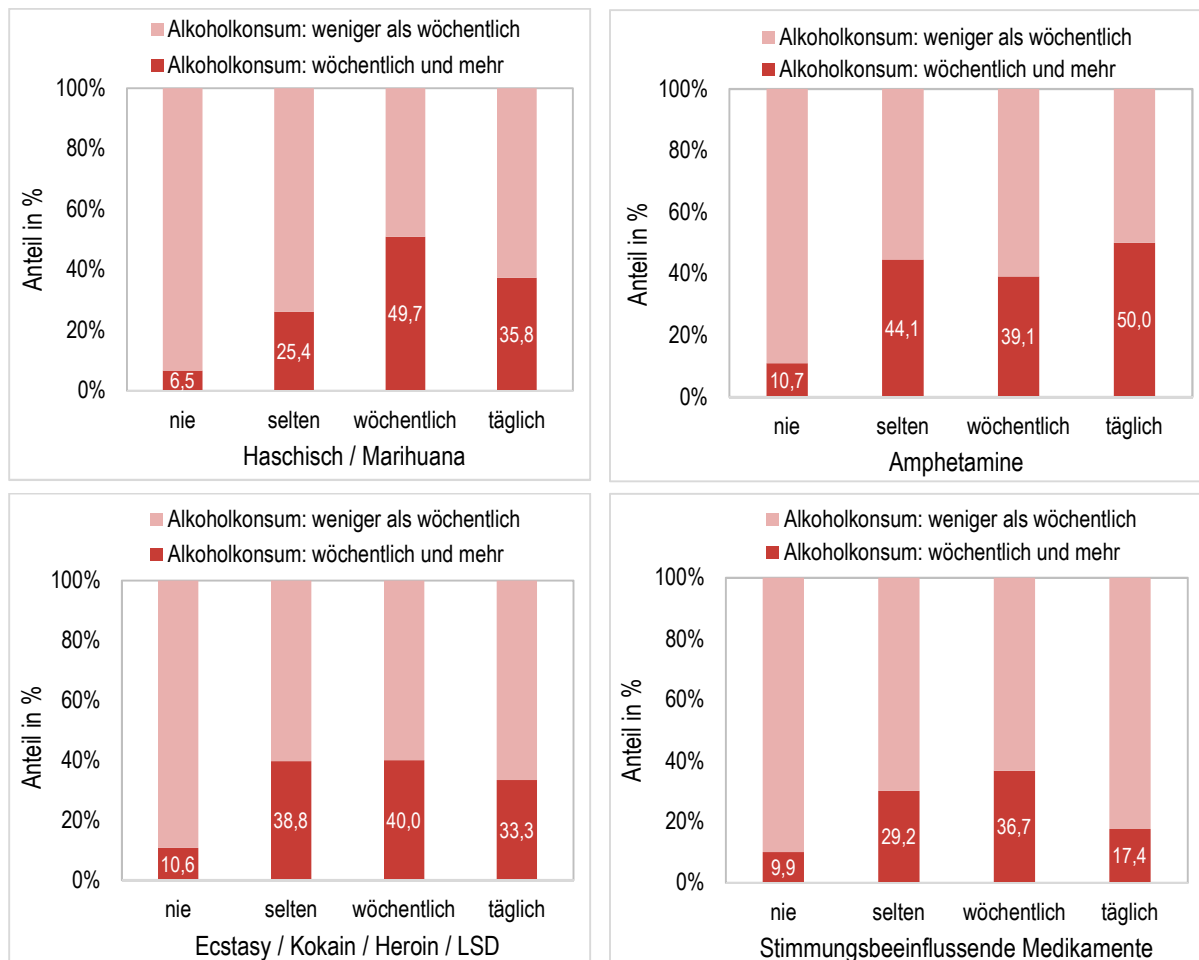 Alkoholkonsum: weniger als wöchentlich
Alkoholkonsum: wöchentlich und mehr
100%
80%
60%
40%
20%
0%
Anteil in %
6,5
25,4
49,7
35,8
nie selten wöchentlich täglich
Haschisch / Marihuana
Alkoholkonsum: weniger als wöchentlich
Alkoholkonsum: wöchentlich und mehr
100%
80%
60%
40%
20%
0%
Anteil in %
10,7
44,1
39,1
50,0
nie selten wöchentlich täglich
Amphetamine
Alkoholkonsum: weniger als wöchentlich
Alkoholkonsum: wöchentlich und mehr
100%
80%
60%
40%
20%
0%
Anteil in %
10,6
38,8
40,0
33,3
nie selten wöchentlich täglich
Ecstasy / Kokain / Heroin / LSD
Alkoholkonsum: weniger als wöchentlich
Alkoholkonsum: wöchentlich und mehr
100%
80%
60%
40%
20%
0%
Anteil in %
9,9
29,2
36,7
17,4
nie selten wöchentlich täglich
Stimmungsbeeinflussende Medikamente